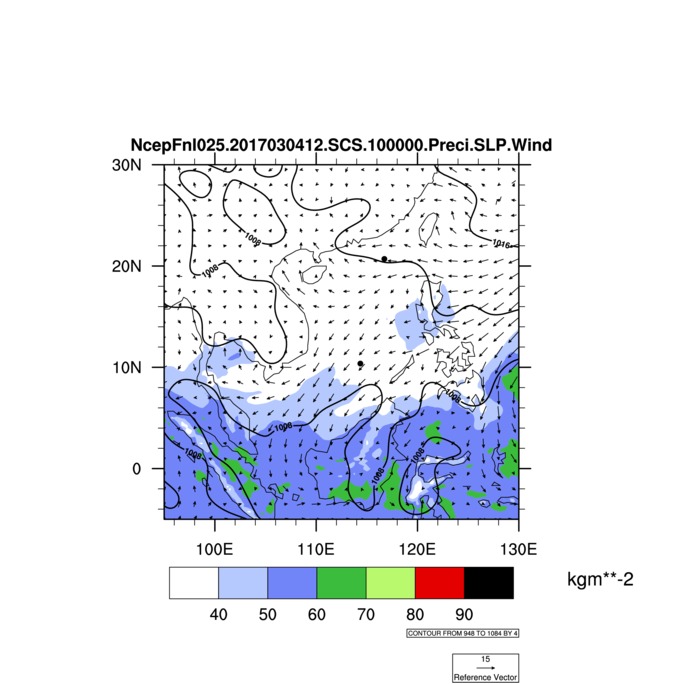 NcepFnl025.2017030412.SCS.100000.Preci.SLP.Wind
30N
20N
10N
0
1008
1008
1016
1008
1008
1008
1008
1008
100E 110E 120E 130E
40 50 60 70 80 90
kgm**-2
CONTOUR FROM 948 TO 1084 BY 4
15
Reference Vector